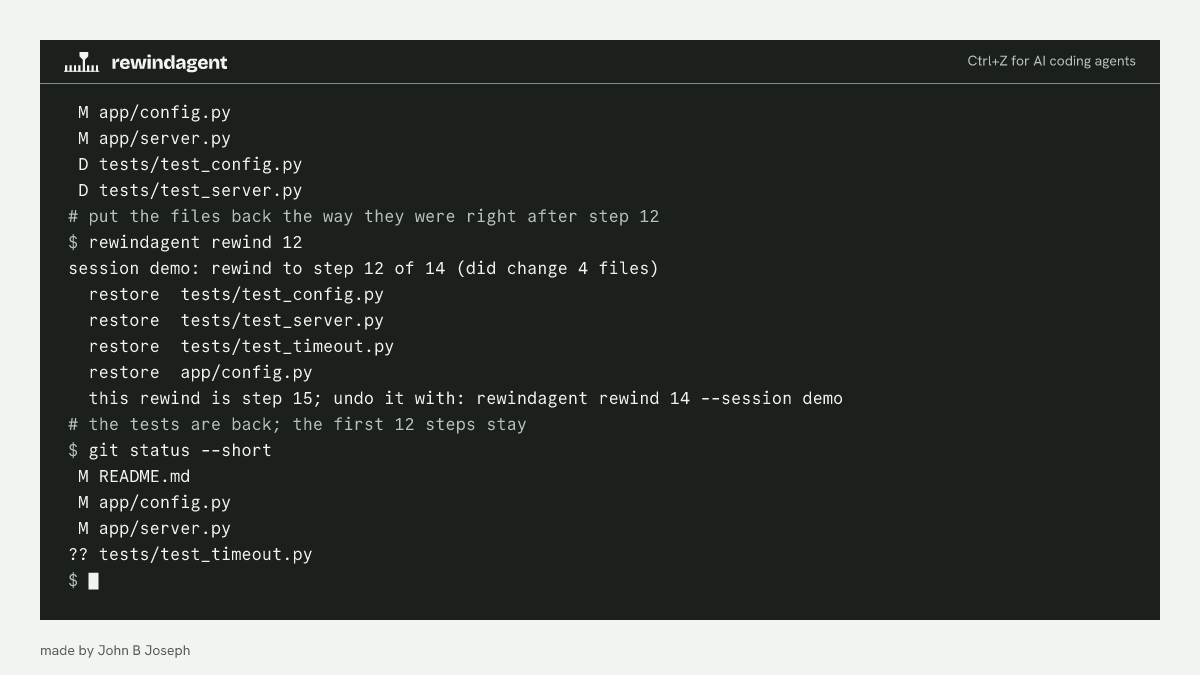 rewindagent
Ctrl+Z for AI coding agents
 M app/config.py
 M app/server.py
 D tests/test_config.py
 D tests/test_server.py
# put the files back the way they were right after step 12
$ rewindagent rewind 12
session demo: rewind to step 12 of 14 (did change 4 files)
  restore  tests/test_config.py
  restore  tests/test_server.py
  restore  tests/test_timeout.py
  restore  app/config.py
  this rewind is step 15; undo it with: rewindagent rewind 14 --session demo
# the tests are back; the first 12 steps stay
$ git status --short
 M README.md
 M app/config.py
 M app/server.py
?? tests/test_timeout.py
$
made by John B Joseph